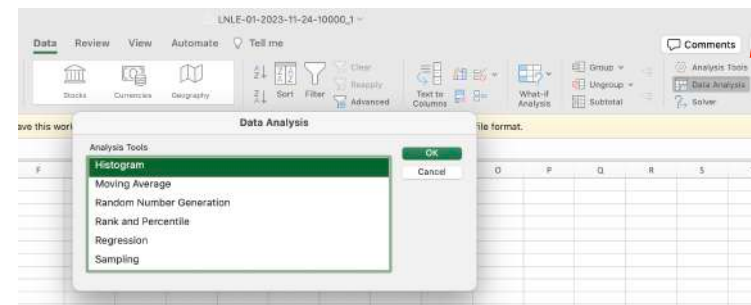 LNLE-01-2023-11-24-10000_1
Data Review View Automate Tell me
Comments
Stocks Currencies Geography
Sort Filter
Clear
Reapply
Advanced
Text to Columns
What-if Analysis
Group
Ungroup
Subtotal
Analysis Tools
Data Analysis
Solver
ave this wor
ile format.
Data Analysis
Analysis Tools
Histogram
Moving Average
Random Number Generation
Rank and Percentile
Regression
Sampling
OK
Cancel
F O P Q R S